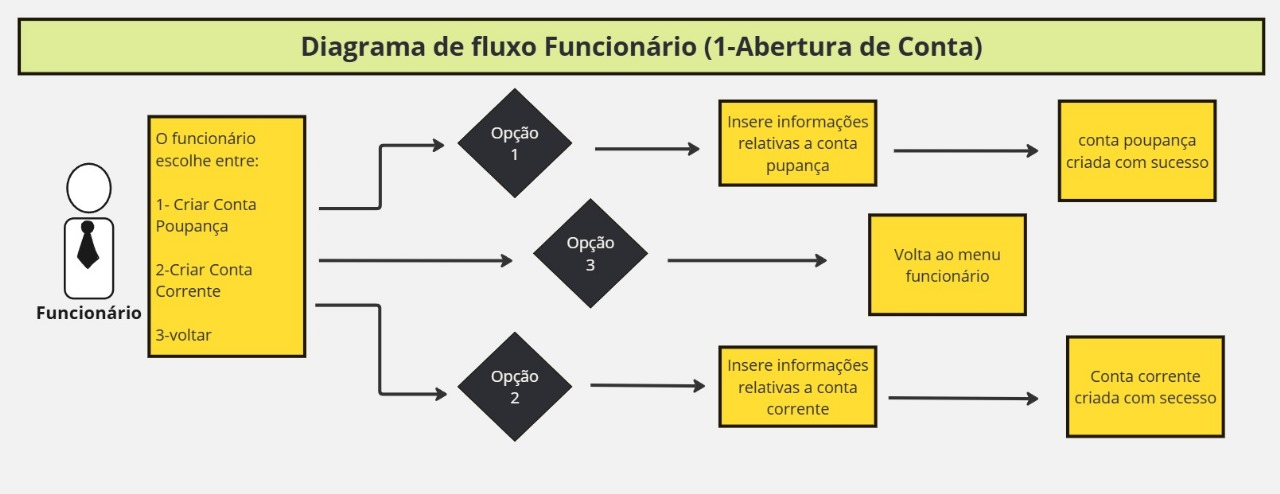 Diagrama de fluxo Funcionário (1-Abertura de Conta)
Funcionário
O funcionário
escolhe entre:
1- Criar Conta
Poupança
2-Criar Conta
Corrente
3-voltar
Opção
1
Insere informações
relativas a conta
pupança
conta poupança
criada com sucesso
Opção
3
Volta ao menu
funcionário
Opção
2
Insere informações
relativas a conta
corrente
Conta corrente
criada com secesso